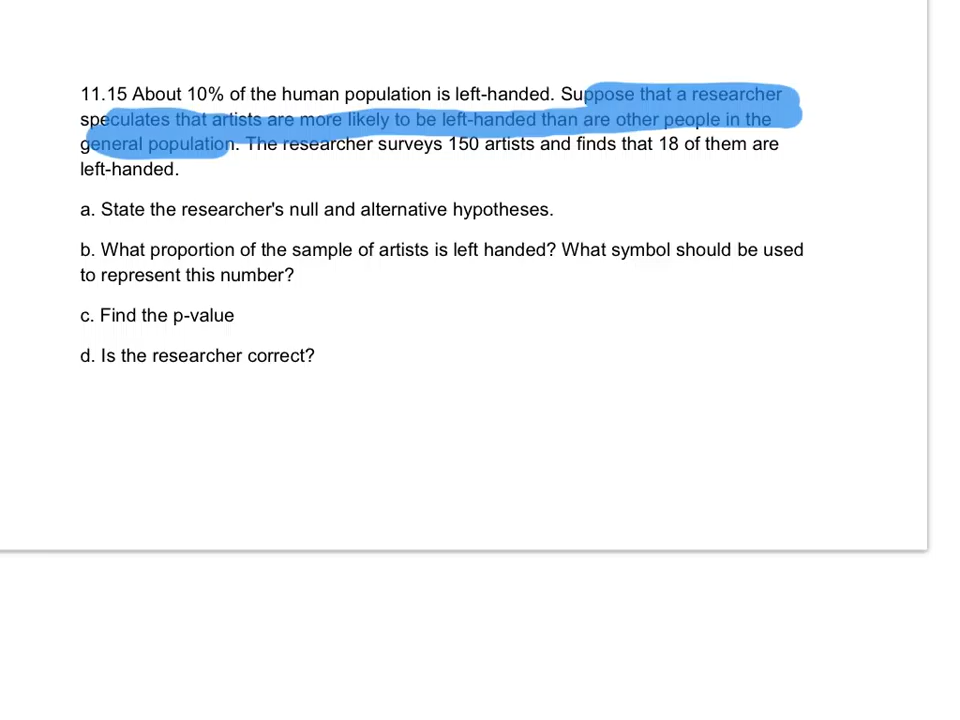 11.15 About 10% of the human population is left-handed. Suppose that a researcher
speculates that artists are more likely to be left-handed than are other people in the
general population. The researcher surveys 150 artists and finds that 18 of them are
left-handed.
a. State the researcher's null and alternative hypotheses.
b. What proportion of the sample of artists is left handed? What symbol should be used
to represent this number?
c. Find the p-value
d. Is the researcher correct?